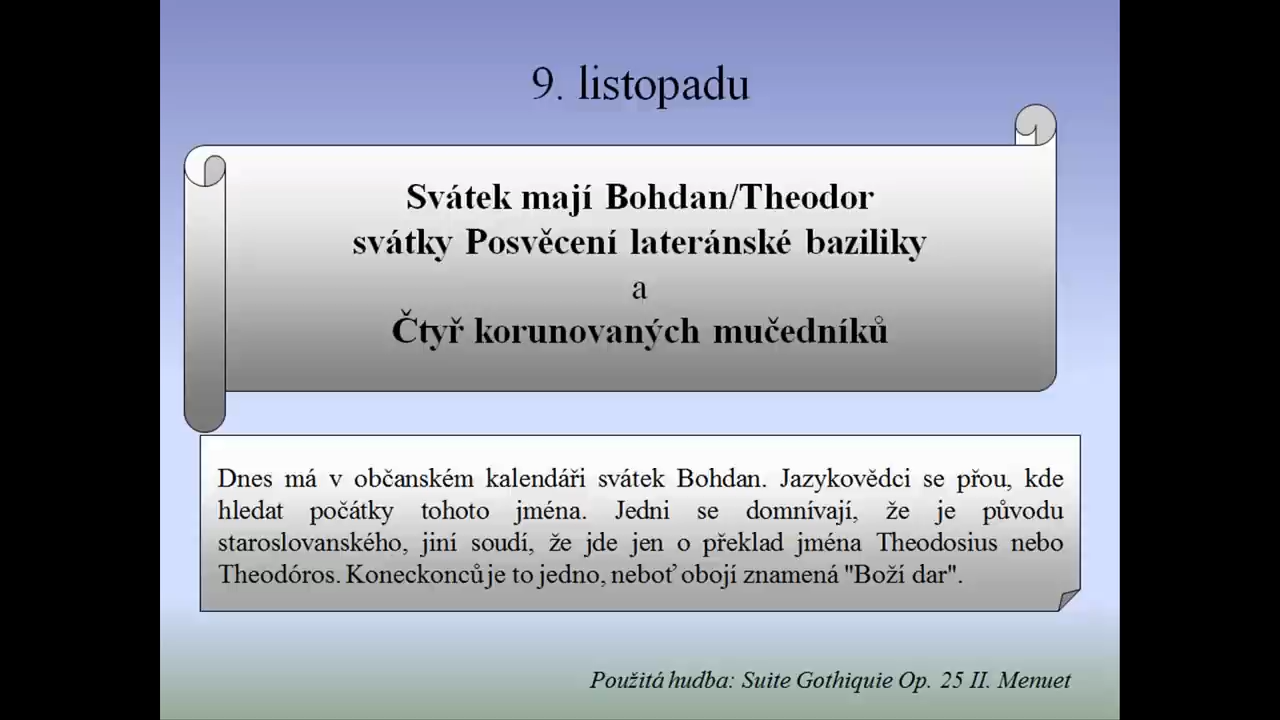 9. listopadu
Svátek mají Bohdan/Theodor
svátky Posvěcení lateránské baziliky
a
Čtyř korunovaných mučedníků
Dnes má v občanském kalendáři svátek Bohdan. Jazykovědci se přou, kde
hledat počátky tohoto jména. Jedni se domnívají, že je původu
staroslovanského, jiní soudí, že jde jen o překlad jména Theodosius nebo
Theodóros. Koneckonců je to jedno, neboť obojí znamená "Boží dar".
Použitá hudba: Suite Gothiquie Op. 25 II. Menuet